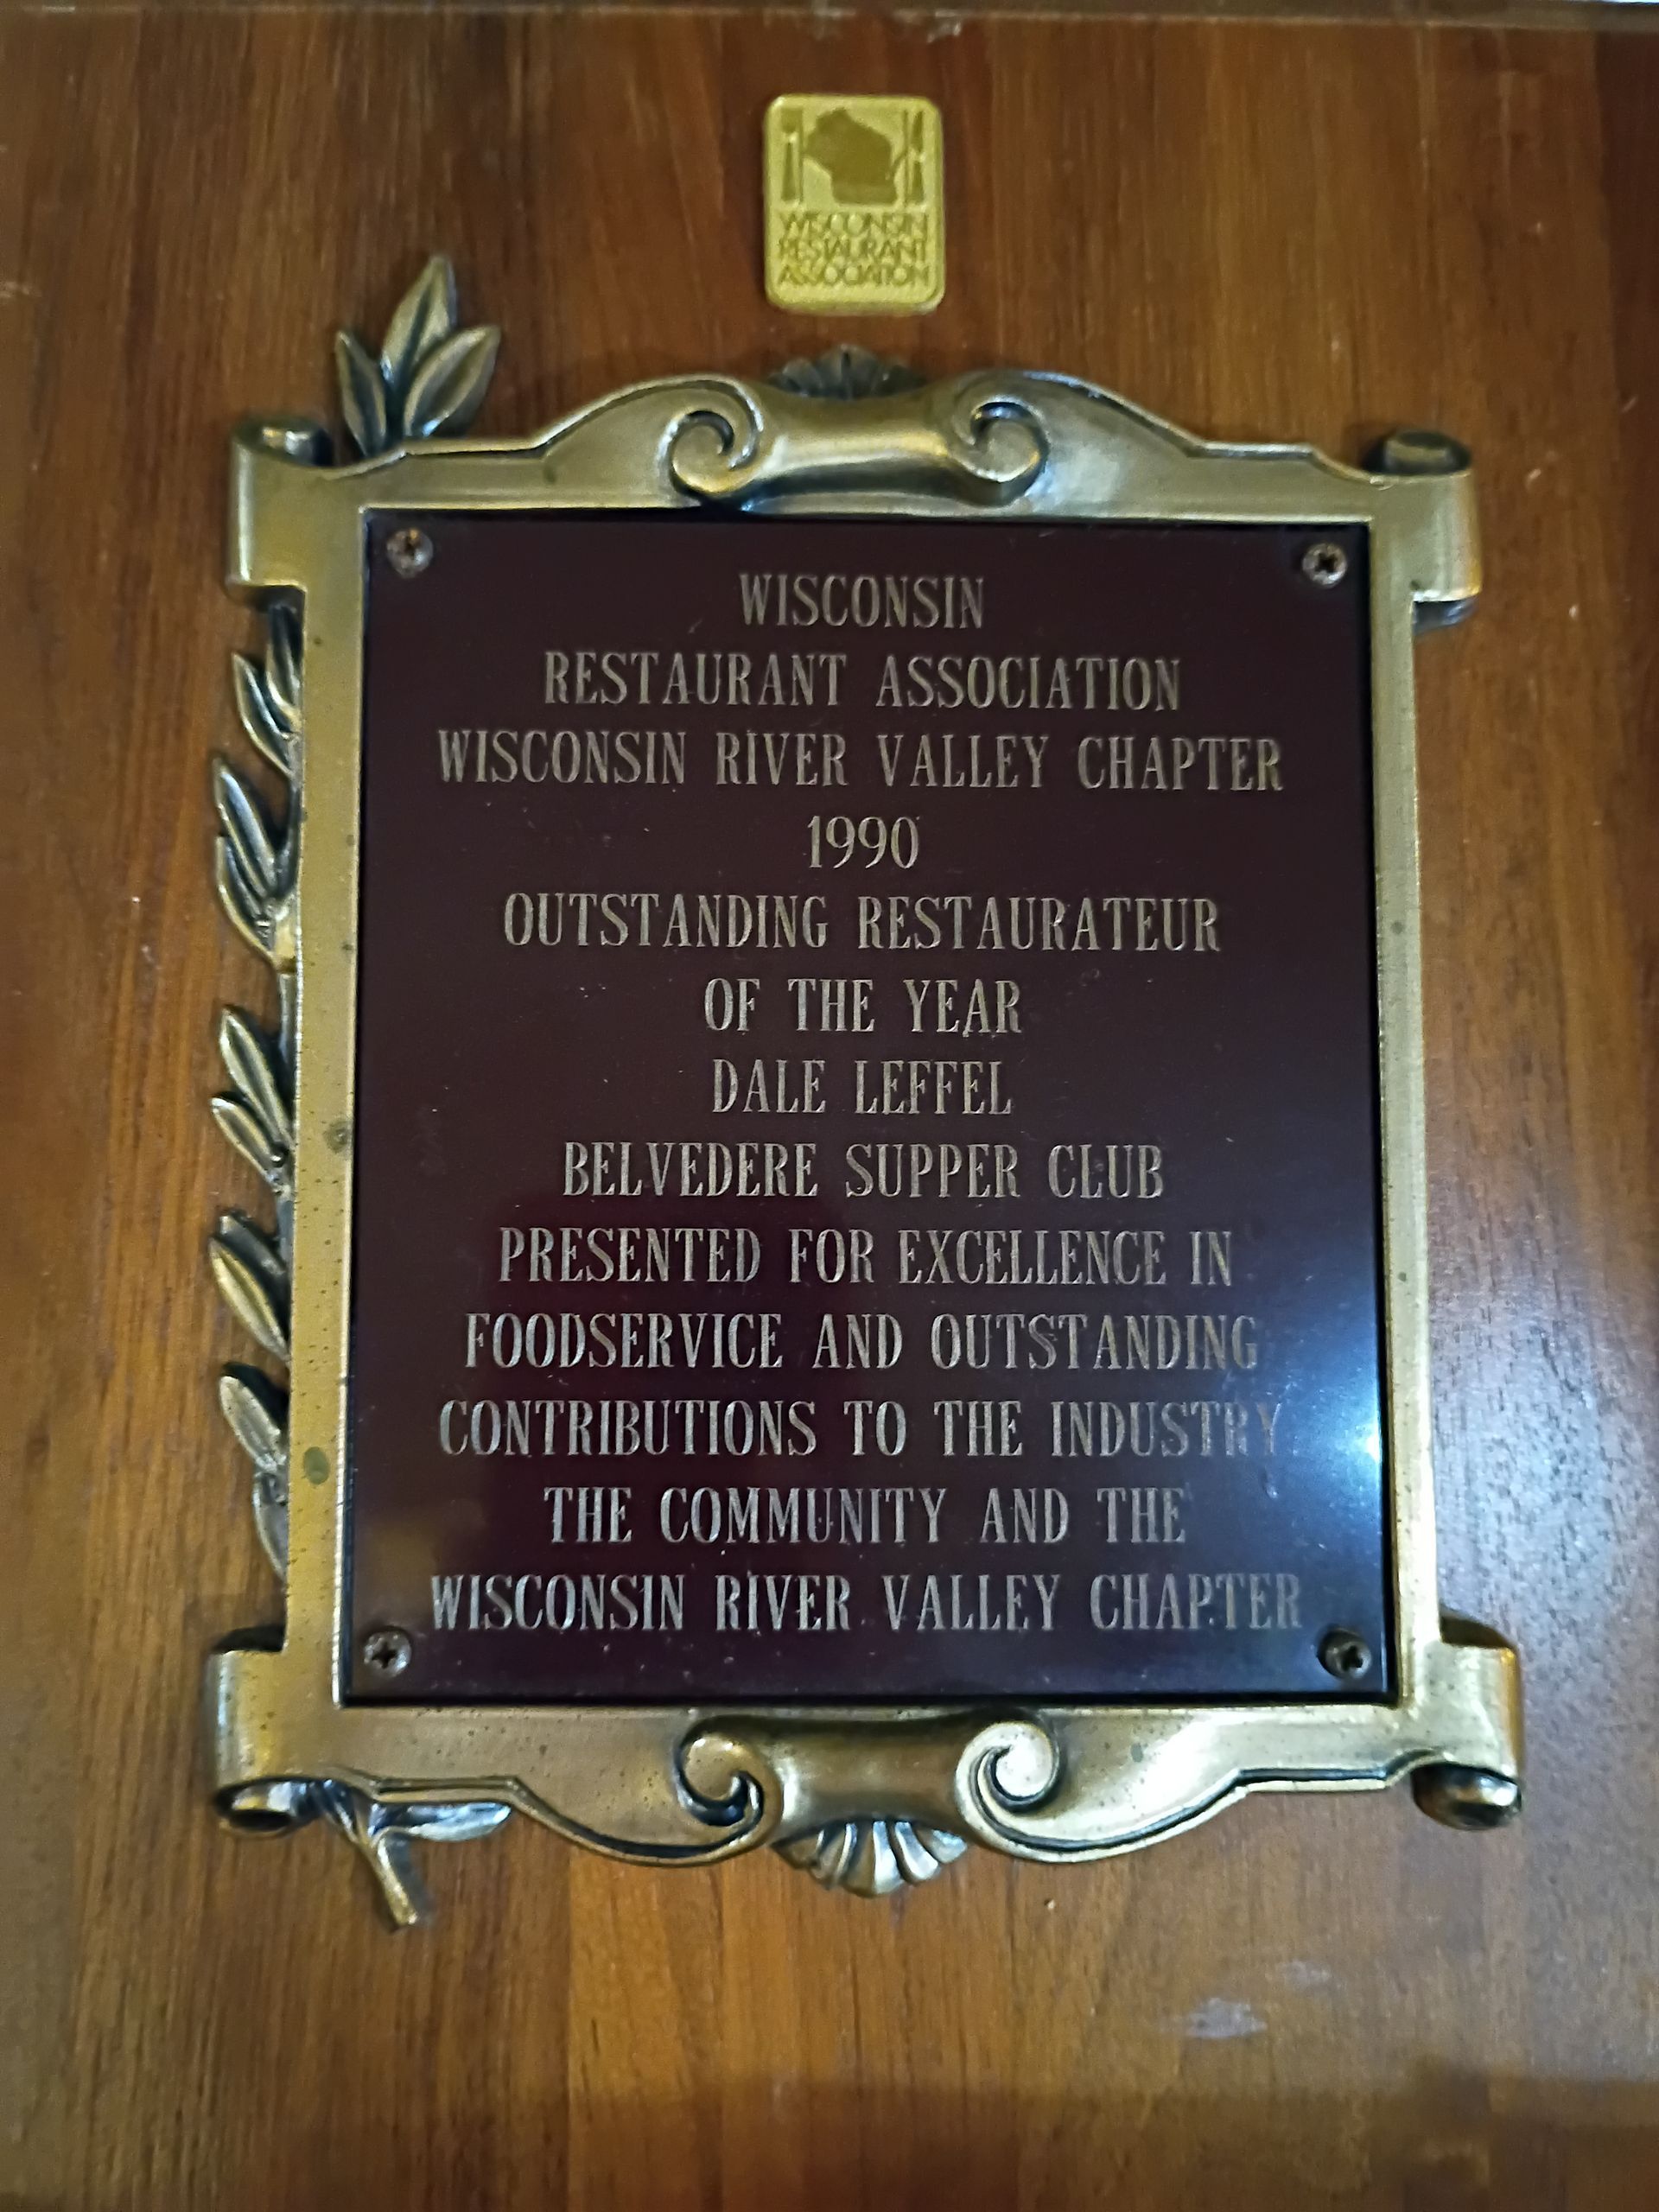 WISCONSIN
RESTAURANT
ASSOCIATION
WISCONSIN
RESTAURANT ASSOCIATION
WISCONSIN RIVER VALLEY CHAPTER
1990
OUTSTANDING RESTAURATEUR
OF THE YEAR
DALE LEFFEL
BELVEDERE SUPPER CLUB
PRESENTED FOR EXCELLENCE IN
FOODSERVICE AND OUTSTANDING
CONTRIBUTIONS TO THE INDUSTRY
THE COMMUNITY AND THE
WISCONSIN RIVER VALLEY CHAPTER